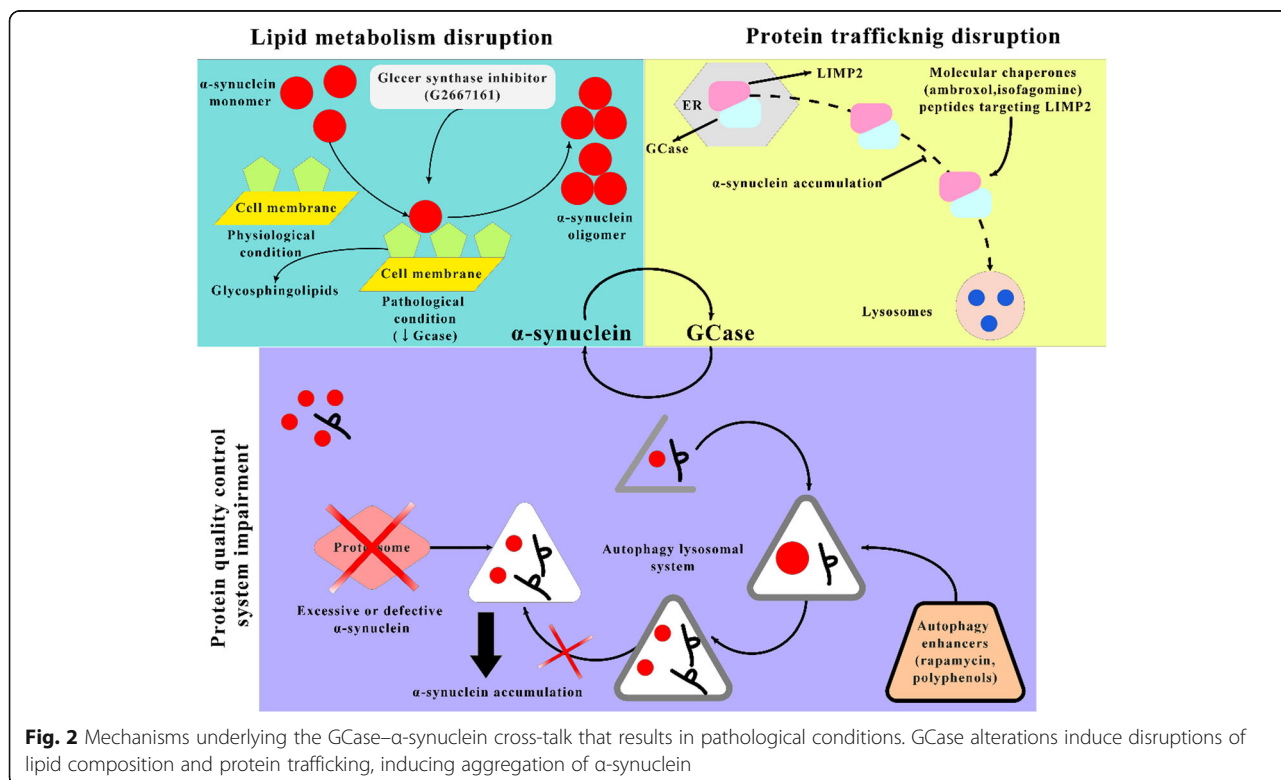 Lipid metabolism disruption
Protein trafficknig disruption
α-synuclein
monomer
Glccer synthase inhibitor
(G2667161)
Cell membrane
Physiological
condition
Glycosphingolipids
Cell membrane
Pathological
condition
(↓ Gcase)
α-synuclein
oligomer
LIMP2
ER
GCase
Molecular chaperones
(ambroxol,isofagomine)
peptides targeting LIMP2
α-synuclein accumulation
Lysosomes
α-synuclein
GCase
Protein quality control
system impairment
Proteosome
Excessive or defective
α-synuclein
α-synuclein accumulation
Autophagy lysosomal
system
Autophagy
enhancers
(rapamycin,
polyphenols)
Fig. 2 Mechanisms underlying the GCase–α-synuclein cross-talk that results in pathological conditions. GCase alterations induce disruptions of
lipid composition and protein trafficking, inducing aggregation of α-synuclein